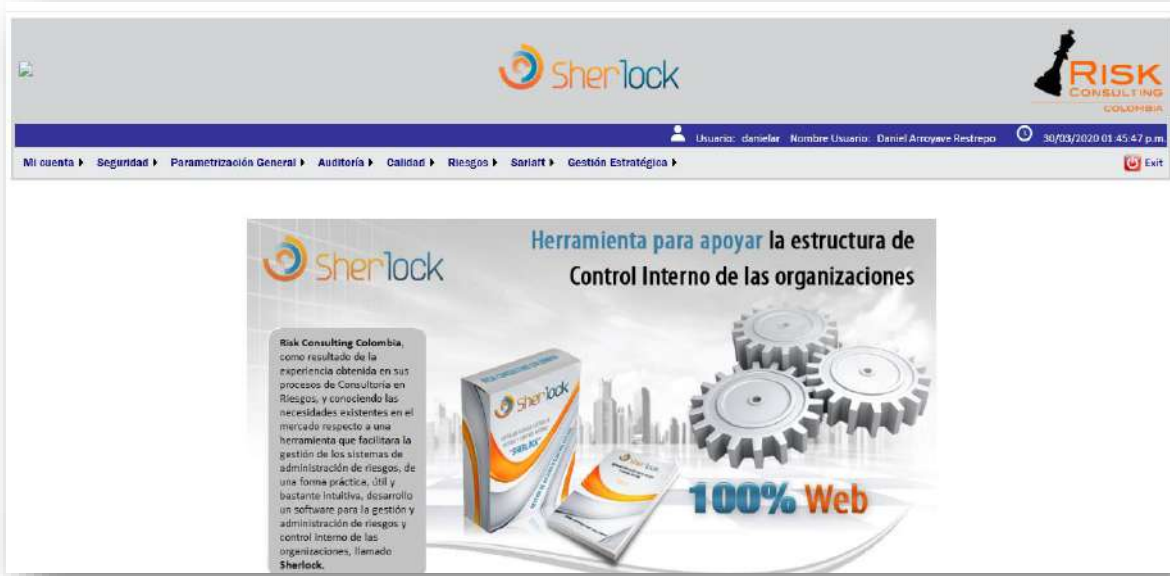 Sherlock
RISK
CONSULTING
COLOMBIA
Usuario: danielar Nombre Usuario: Daniel Arroyave Restrepo 30/03/2020 01:45:47 p.m.
Mi cuenta Seguridad Parametrización General Auditoría Calidad Riesgos Sarlaft Gestión Estratégica Exit
Sherlock
Herramienta para apoyar la estructura de
Control Interno de las organizaciones
Risk Consulting Colombia,
como resultado de la
experiencia obtenida en sus
procesos de Consultoría en
Riesgos, y conociendo las
necesidades existentes en el
mercado respecto a una
herramienta que facilitara la
gestión de los sistemas de
administración de riesgos, de
una forma práctica, útil y
bastante intuitiva, desarrollo
un software para la gestión y
administración de riesgos y
control interno de las
organizaciones, llamado
Sherlock.
Sherlock
100% Web